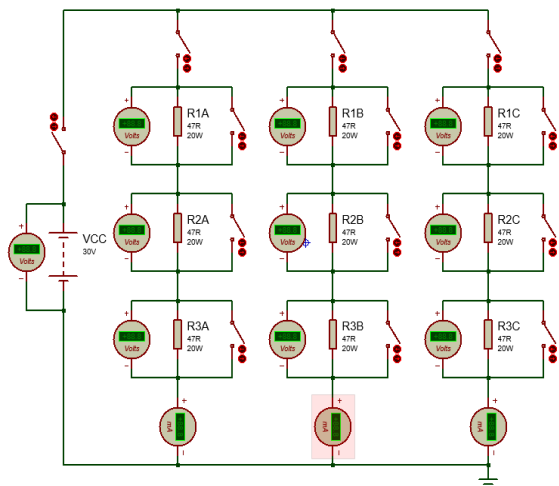 R1A
47R
20W
Volts
R1B
47R
20W
Volts
R1C
47R
20W
Volts
R2A
47R
20W
Volts
R2B
47R
20W
Volts
R2C
47R
20W
Volts
VCC
30V
Volts
R3A
47R
20W
Volts
R3B
47R
20W
Volts
R3C
47R
20W
Volts
mA
mA
mA